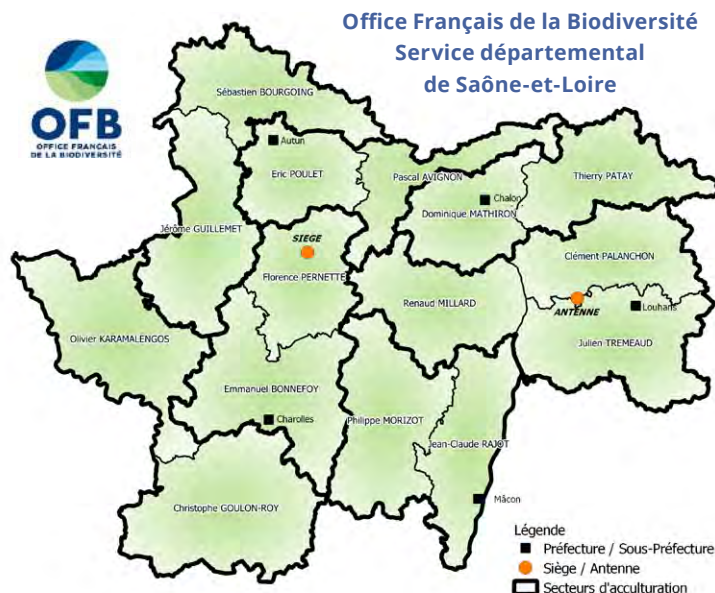 Office Français de la Biodiversité
Service départemental
de Saône-et-Loire
OFB
OFFICE FRANÇAIS
DE LA BIODIVERSITÉ
Sébastien BOURGOING
Autun
Eric POULET
Pascal AVIGNON
Thierry PATAY
Chalon
Dominique MATHIRON
Jérôme GUILLEMET
SIEGE
Florence PERNETTE
Clément PALANCHON
Renaud MILLARD
ANTENNE
Louhans
Olivier KARAMALENGOS
Julien TREMEAUD
Emmanuel BONNEFOY
Charolles
Philippe MORIZOT
Jean-Claude RAJOT
Christophe GOULON-ROY
Mâcon
Légende
Préfecture / Sous-Préfecture
Siège / Antenne
Secteurs d'acculturation